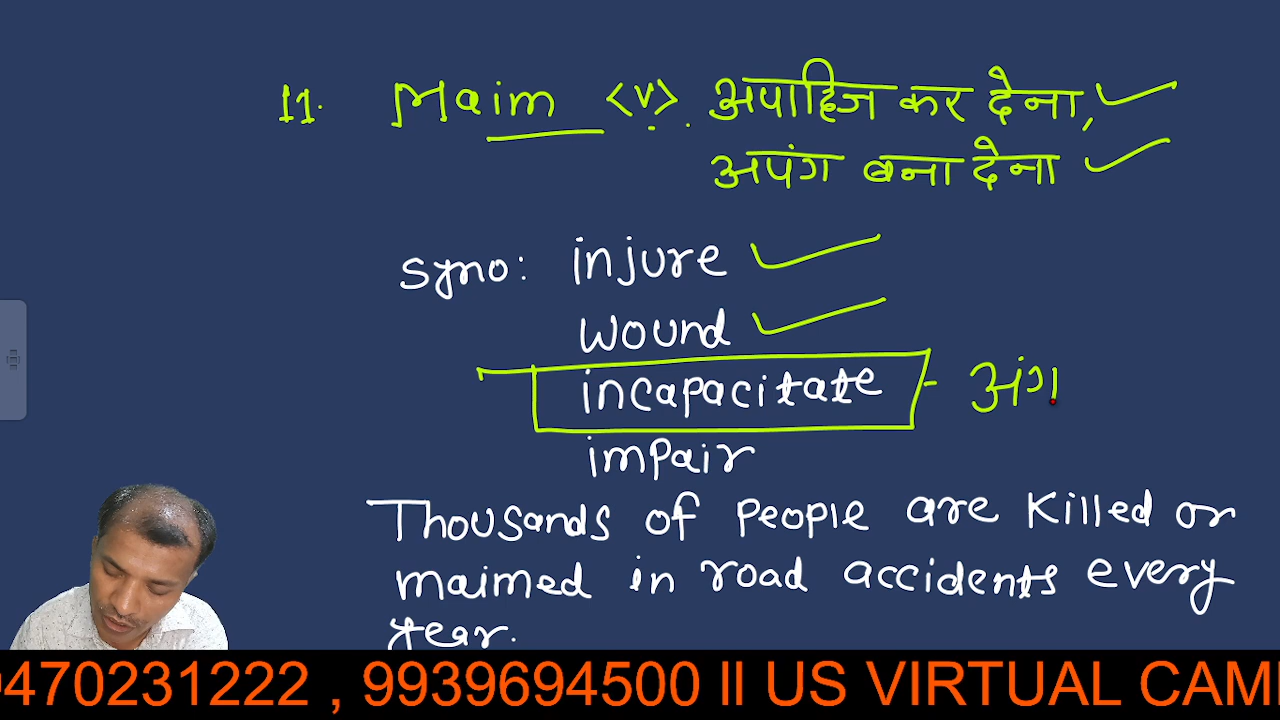 11. Maim <v> अपाहिज कर देना,
अपंग बना देना
Syno: injure
wound
incapacitate - अंग
impair
Thousands of people are killed or
maimed in road accidents every
year.
9470231222 , 9939694500 II US VIRTUAL CAM